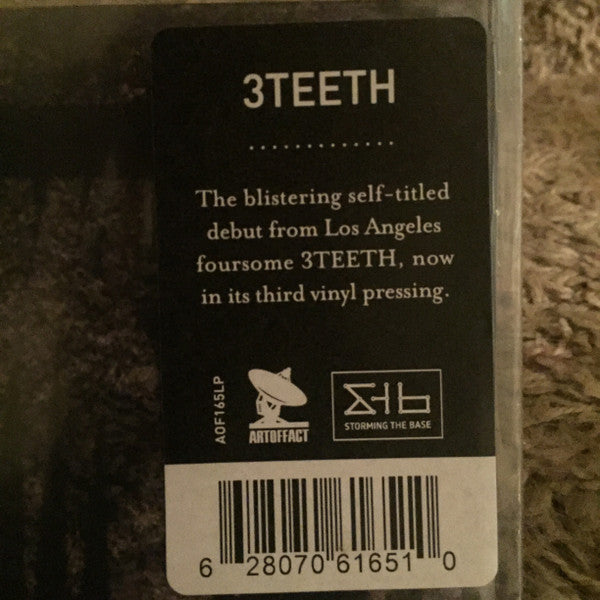 3TEETH
The blistering self-titled
debut from Los Angeles
foursome 3TEETH, now
in its third vinyl pressing.
AOF165LP
ARTOFFACT
STORMING THE BASE
6 28070 61651 0